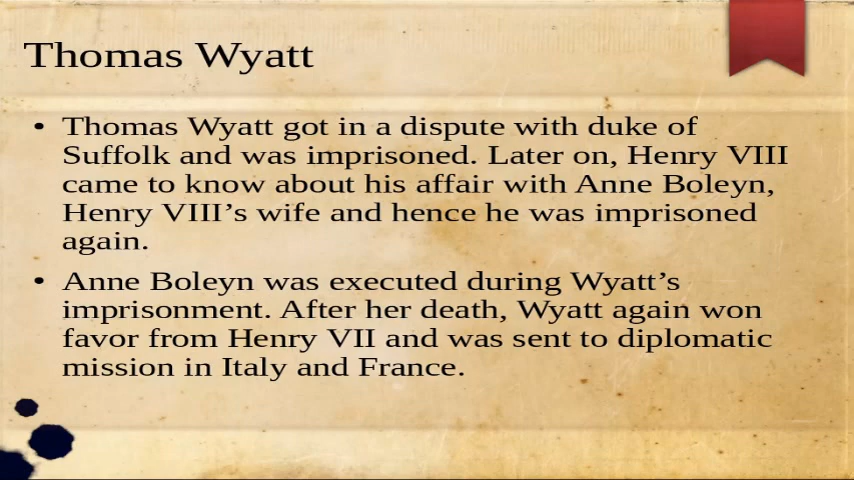 Thomas Wyatt
• Thomas Wyatt got in a dispute with duke of
Suffolk and was imprisoned. Later on, Henry VIII
came to know about his affair with Anne Boleyn,
Henry VIII’s wife and hence he was imprisoned
again.
• Anne Boleyn was executed during Wyatt’s
imprisonment. After her death, Wyatt again won
favor from Henry VII and was sent to diplomatic
mission in Italy and France.